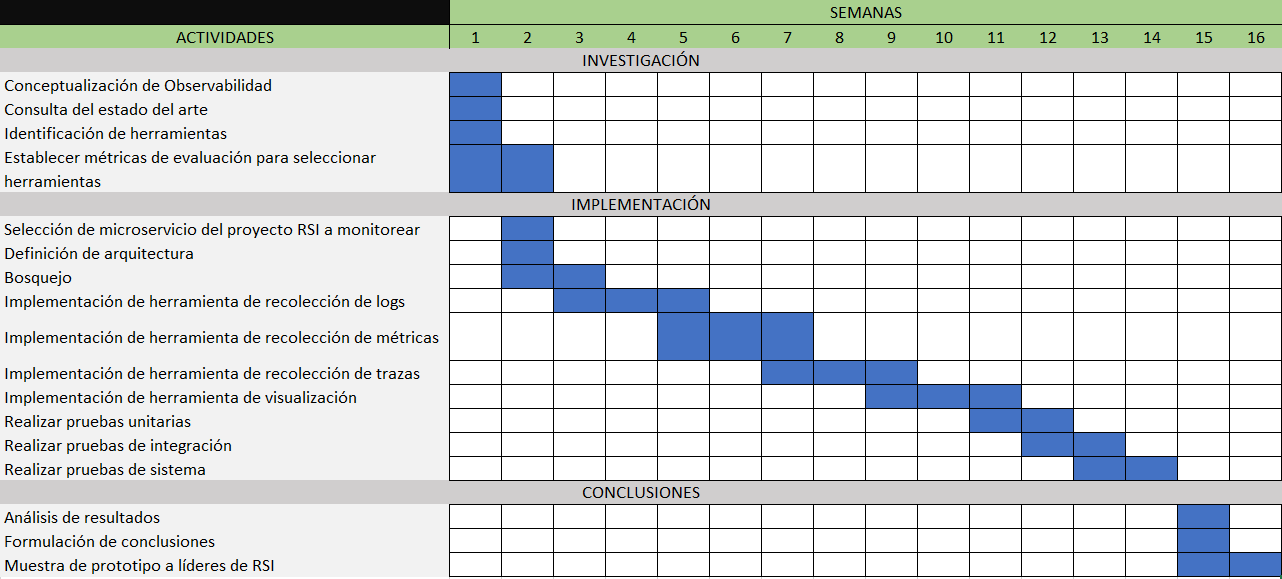 SEMANAS
ACTIVIDADES 1 2 3 4 5 6 7 8 9 10 11 12 13 14 15 16
INVESTIGACIÓN
Conceptualización de Observabilidad
Consulta del estado del arte
Identificación de herramientas
Establecer métricas de evaluación para seleccionar
herramientas
IMPLEMENTACIÓN
Selección de microservicio del proyecto RSI a monitorear
Definición de arquitectura
Bosquejo
Implementación de herramienta de recolección de logs
Implementación de herramienta de recolección de métricas
Implementación de herramienta de recolección de trazas
Implementación de herramienta de visualización
Realizar pruebas unitarias
Realizar pruebas de integración
Realizar pruebas de sistema
CONCLUSIONES
Análisis de resultados
Formulación de conclusiones
Muestra de prototipo a líderes de RSI